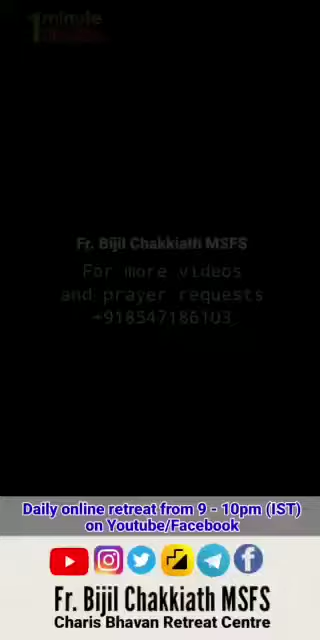 1minute
Fr. Bijil Chakkiath MSFS
For more videos
and prayer requests
+918547186103
Daily online retreat from 9 - 10pm (IST)
on Youtube/Facebook
Fr. Bijil Chakkiath MSFS
Charis Bhavan Retreat Centre